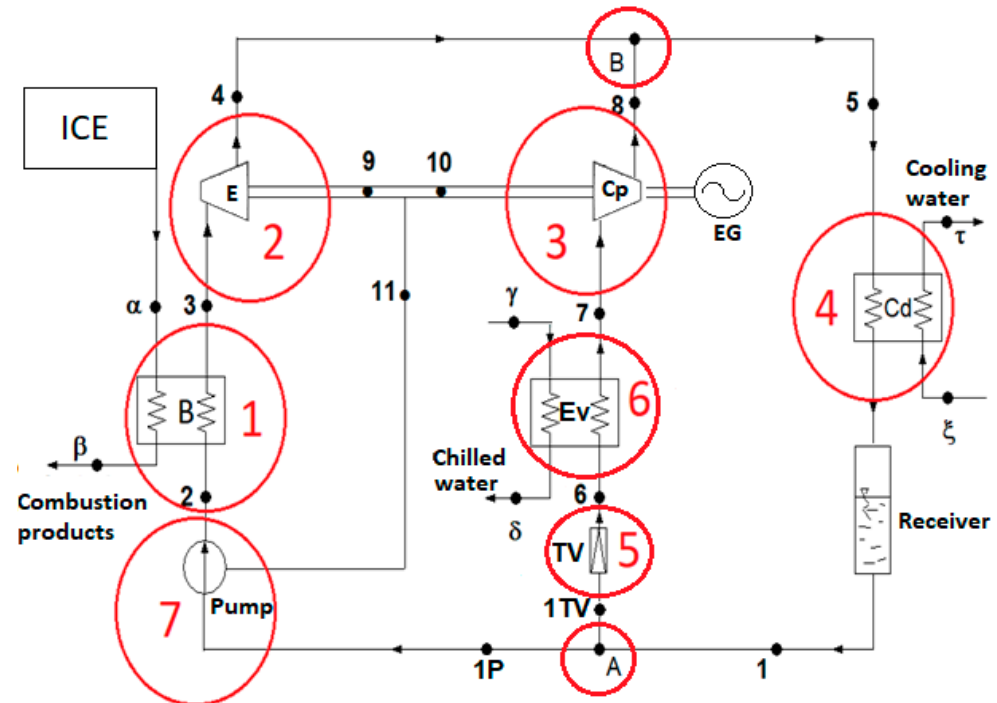 B
4
8
5
ICE
9
10
Cooling
water
τ
E
Cp
EG
2
3
11
γ
α
3
7
4
Cd
B
1
Ev
6
ξ
β
Chilled
water
Combustion
products
2
δ
6
Receiver
TV
5
Pump
7
1TV
1P
A
1